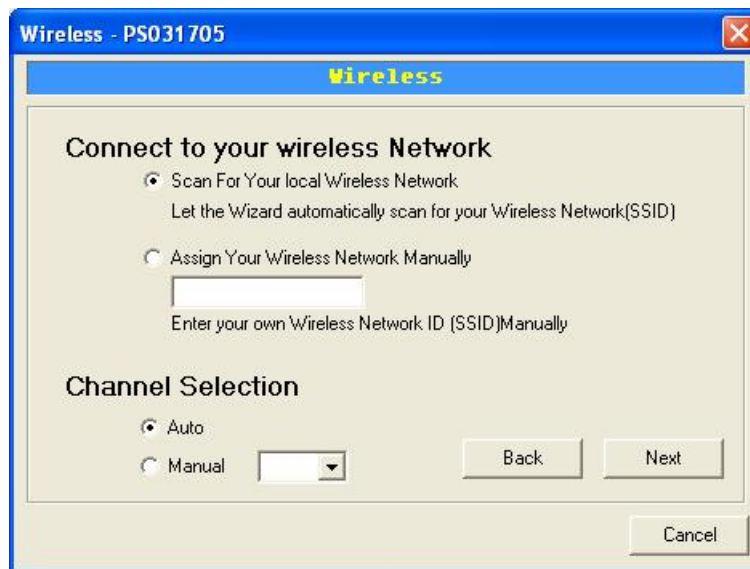 Wireless - PS031705
Wireless
Connect to your wireless Network
Scan For Your local Wireless Network
Let the Wizard automatically scan for your Wireless Network(SSID)
Assign Your Wireless Network Manually
Enter your own Wireless Network ID (SSID)Manually
Channel Selection
Auto
Manual
Back
Next
Cancel